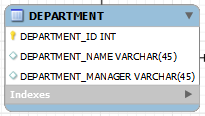 DEPARTMENT
DEPARTMENT_ID INT
DEPARTMENT_NAME VARCHAR(45)
DEPARTMENT_MANAGER VARCHAR(45)
Indexes